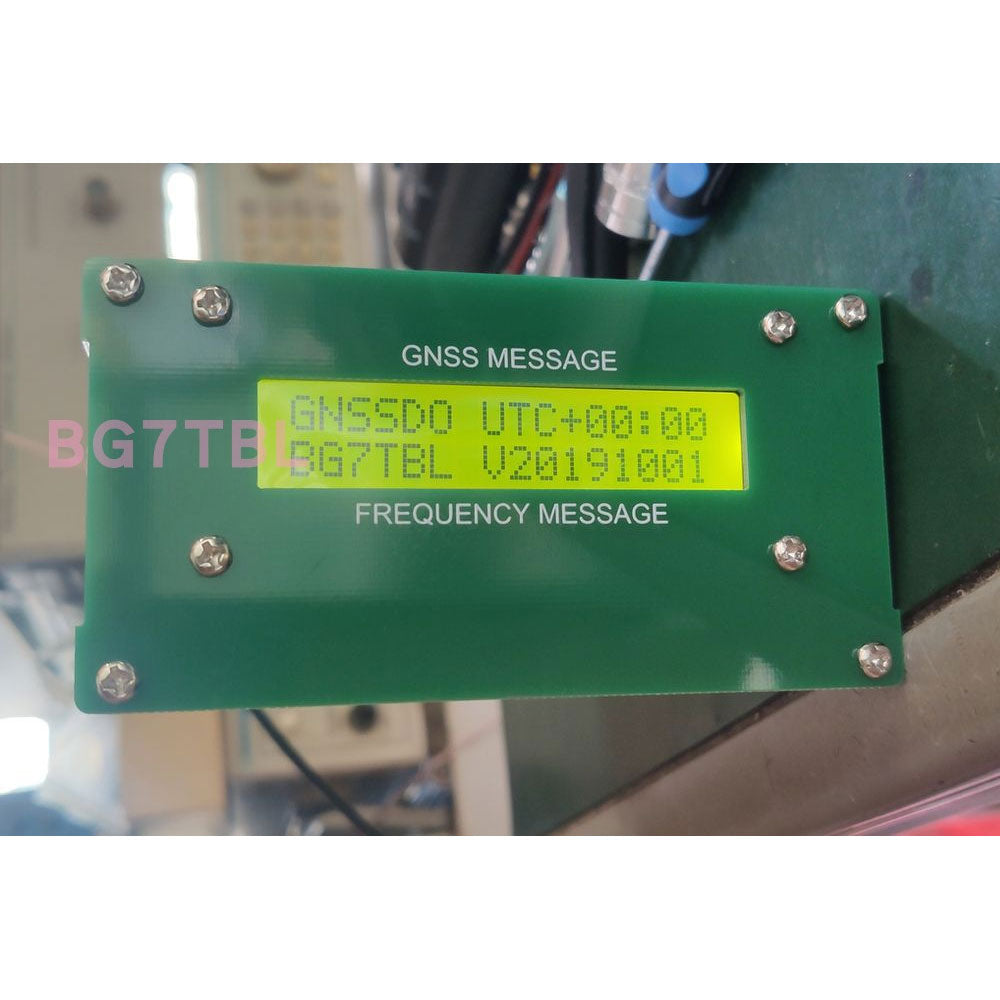 GNSS MESSAGE
GNSSDO UTC+00:00
BG7TBL V20191001
FREQUENCY MESSAGE
BG7TBL